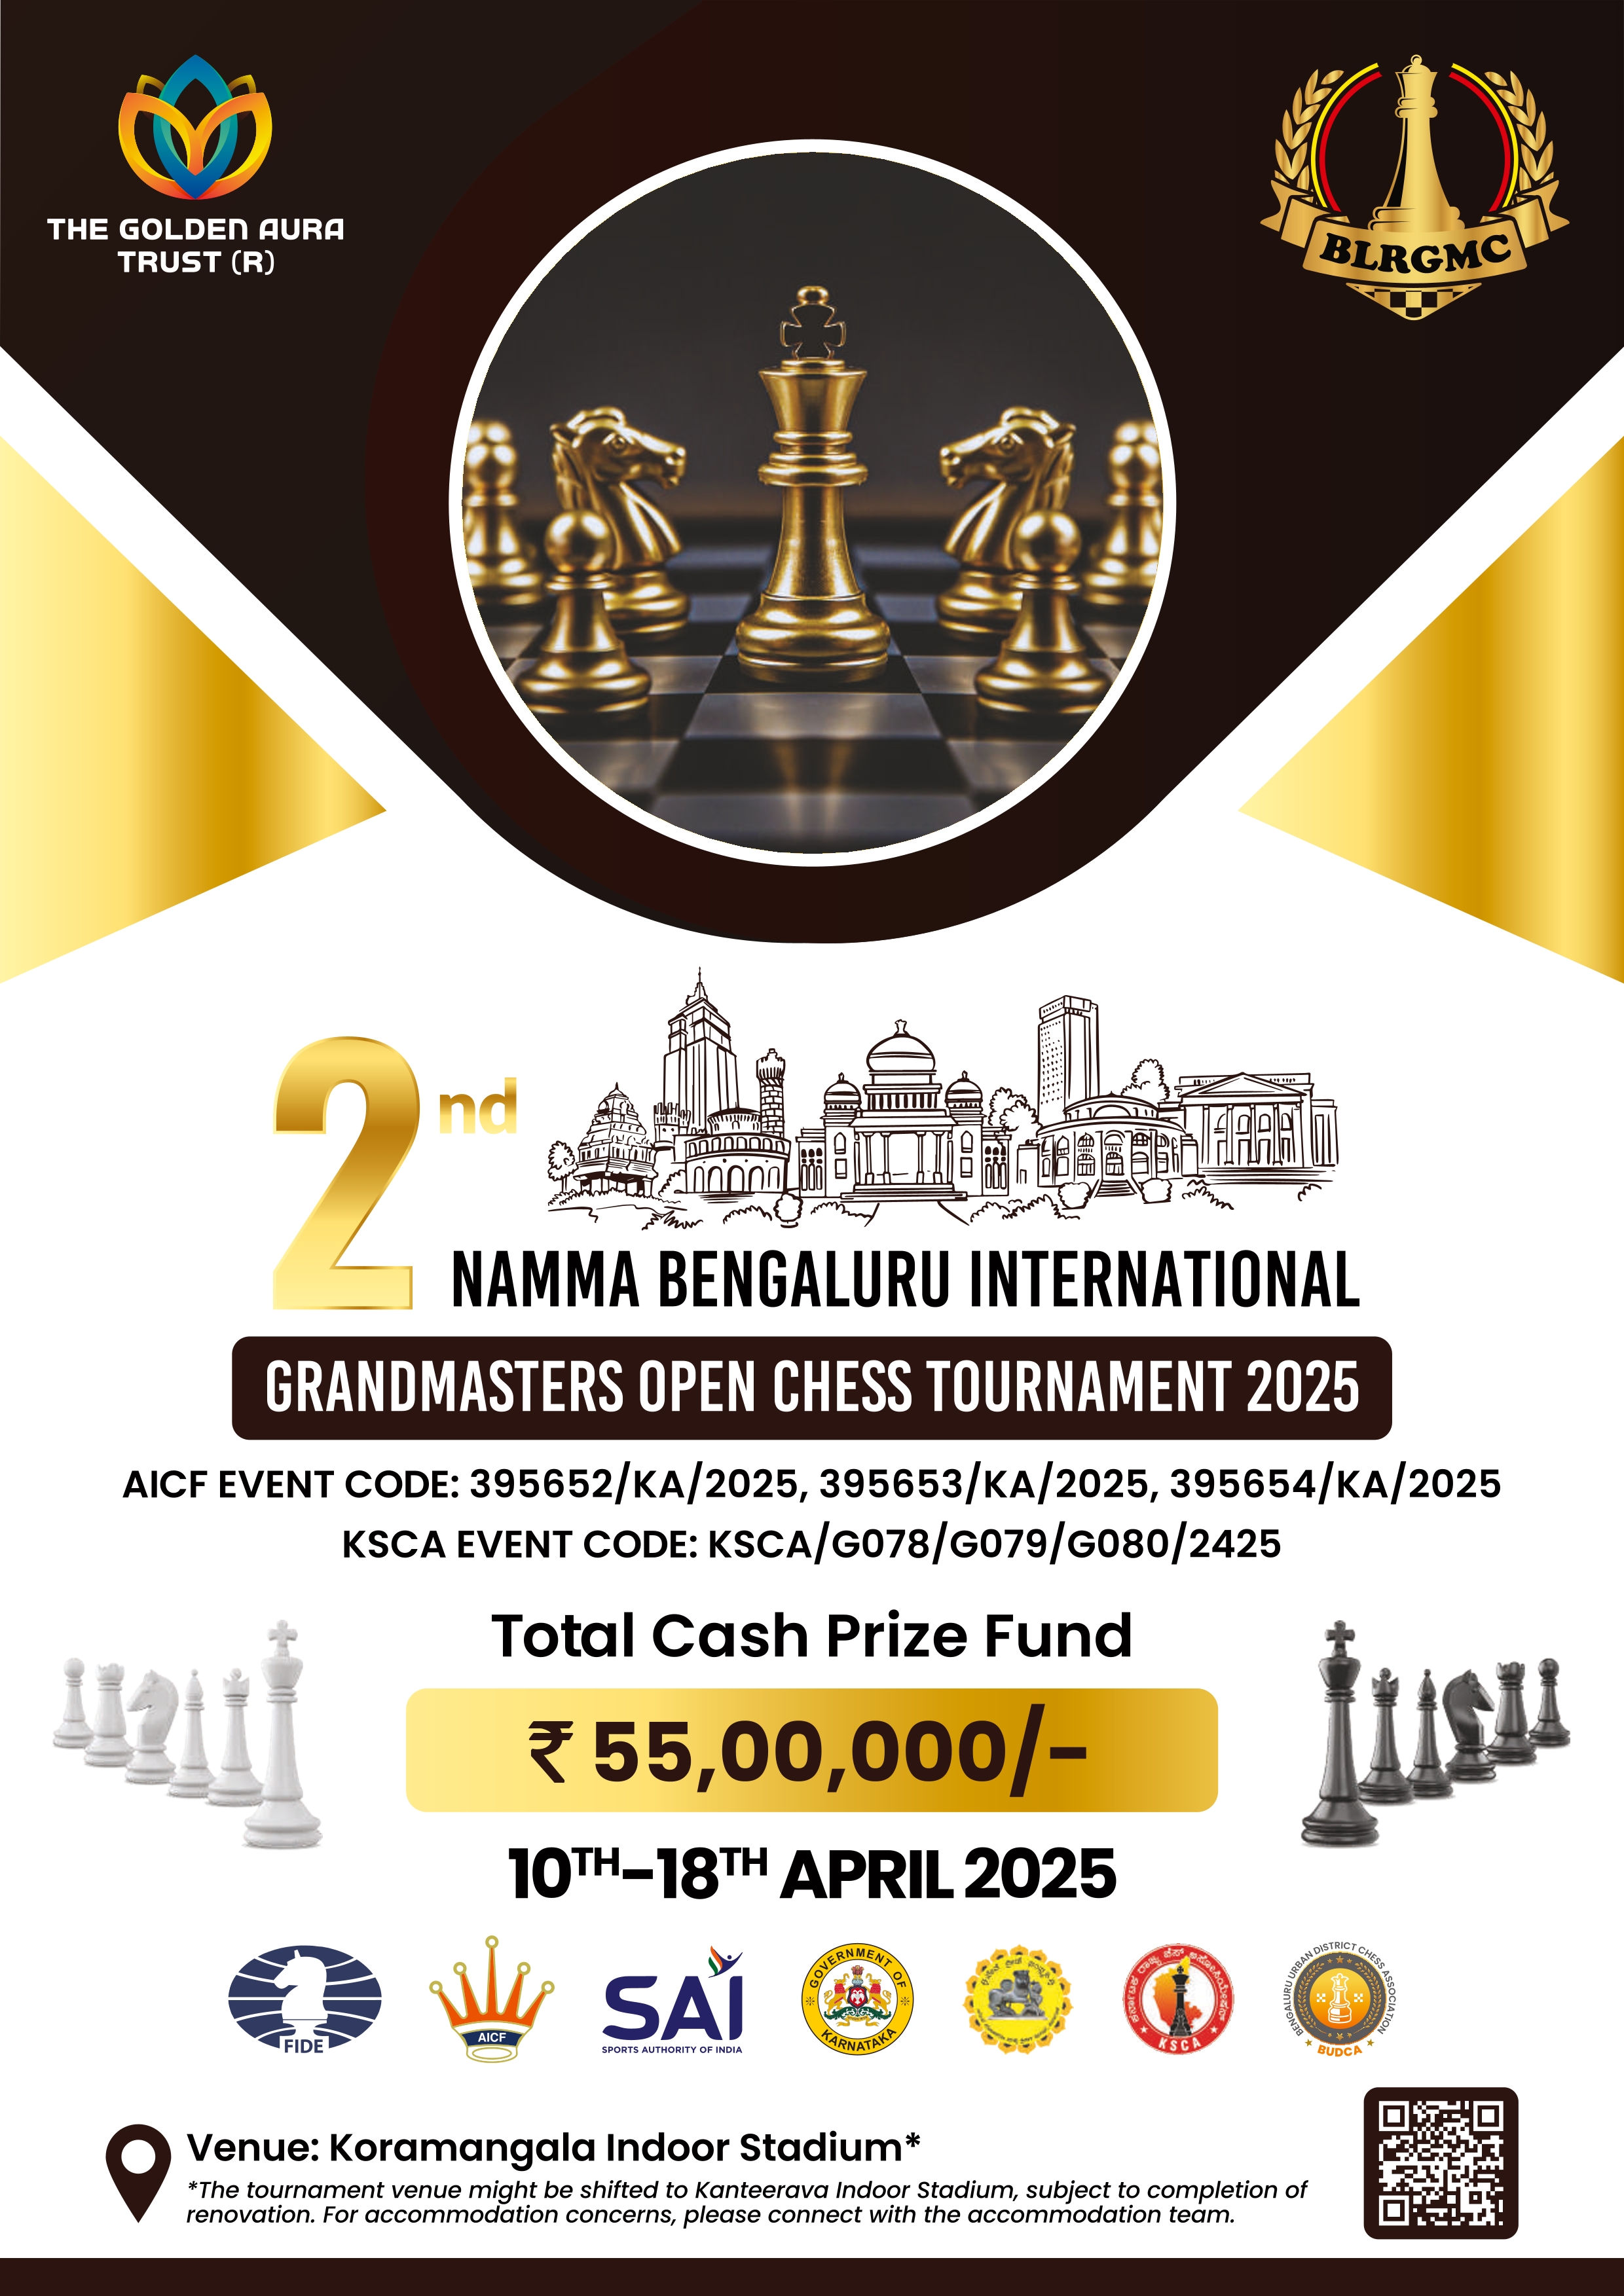 THE GOLDEN AURA
TRUST (R)
BLRGMC
2nd
NAMMA BENGALURU INTERNATIONAL
GRANDMASTERS OPEN CHESS TOURNAMENT 2025
AICF EVENT CODE: 395652/KA/2025, 395653/KA/2025, 395654/KA/2025
KSCA EVENT CODE: KSCA/G078/G079/G080/2425
Total Cash Prize Fund
₹ 55,00,000/-
10TH-18TH APRIL 2025
FIDE
AICF
SAI
SPORTS AUTHORITY OF INDIA
GOVERNMENT OF
KARNATAKA
KSCA
BENGALURU URBAN DISTRICT CHESS ASSOCIATION
BUDCA
Venue: Koramangala Indoor Stadium*
*The tournament venue might be shifted to Kanteerava Indoor Stadium, subject to completion of
renovation. For accommodation concerns, please connect with the accommodation team.